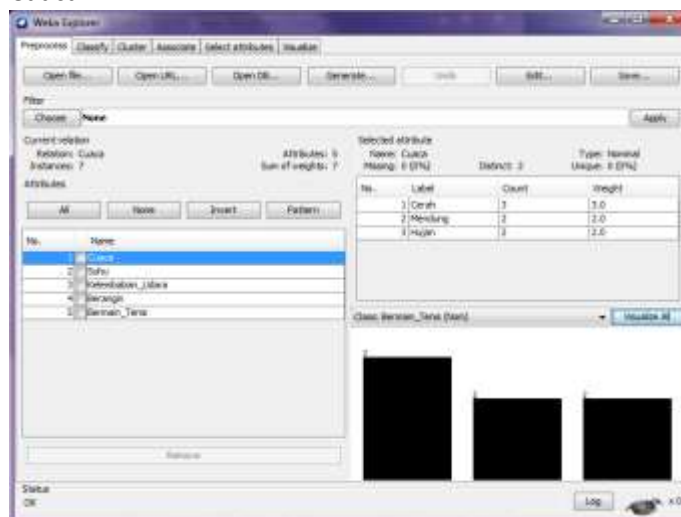 Weka Explorer
Preprocess Classify Cluster Associate Select attributes Visualize
Open file... Open URL... Open DB... Generate... Undo Edit... Save...
Filter
Choose None Apply
Current relation
Relation: Cuaca Attributes: 5
Instances: 7 Sum of weights: 7
Selected attribute
Name: Cuaca Type: Nominal
Missing: 0 (0%) Distinct: 3 Unique: 0 (0%)
No. Label Count Weight
1 Cerah 3 3.0
2 Mendung 2 2.0
3 Hujan 2 2.0
Attributes
All None Invert Pattern
No. Name
1 Cuaca
2 Suhu
3 Kelembaban_Udara
4 Berangin
5 Bermain_Tenis
Remove
Class: Bermain_Tenis (Nom) Visualize All
3 2 2
Status
OK
Log x 0